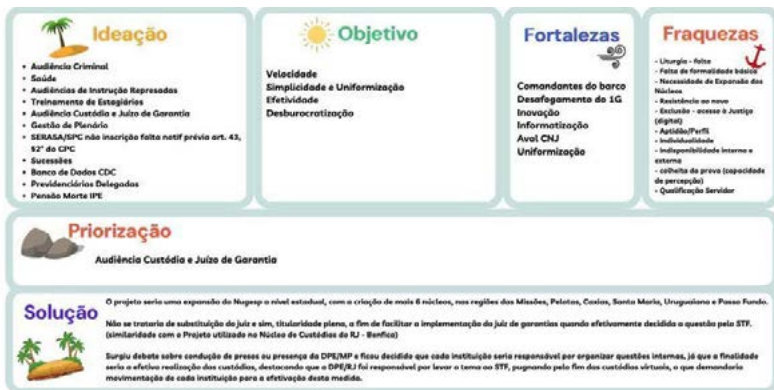 Ideação
• Audiência Criminal
• Saúde
• Audiências de Instrução Represadas
• Treinamento de Estagiários
• Audiência Custódia e Juízo de Garantia
• Gestão de Plenário
• SERASA/SPC não inscrição falta notif prévia art. 43,
§2° do CPC
• Sucessões
• Banco de Dados CDC
• Previdenciários Delegados
• Pensão Morte IPE
Objetivo
Velocidade
Simplicidade e Uniformização
Efetividade
Desburocratização
Fortalezas
Comandantes do barco
Desafogamento do 1G
Inovação
Informatização
Aval CNJ
Uniformização
Fraquezas
- Liturgia - falta
- Falta de formalidade básica
- Necessidade de Expansão dos
Núcleos
- Resistência ao novo
- Exclusão - acesso à Justiça
(digital)
- Aptidão/Perfil
- Individualidade
- Indisponibilidade interna e
externa
- colheita da prova (capacidade
de percepção)
- Qualificação Servidor
Priorização
Audiência Custódia e Juízo de Garantia
Solução
O projeto seria uma expansão do Nugesp a nível estadual, com a criação de mais 6 núcleos, nas regiões das Missões, Pelotas, Caxias, Santa Maria, Uruguaiana e Passo Fundo.
Não se trataria de substituição do juiz e sim, titularidade plena, a fim de facilitar a implementação do juiz de garantias quando efetivamente decidida a questão pelo STF.
(similaridade com o Projeto utilizado no Núcleo de Custódias do RJ - Benfica)
Surgiu debate sobre condução de presos ou presença da DPE/MP e ficou decidido que cada instituição seria responsável por organizar questões internas, já que a finalidade
seria a efetiva realização das custódias, destacando que a DPE/RJ foi responsável por levar o tema ao STF, pugnando pelo fim das custódias virtuais, o que demandaria
movimentação de cada instituição para a efetivação desta medida.